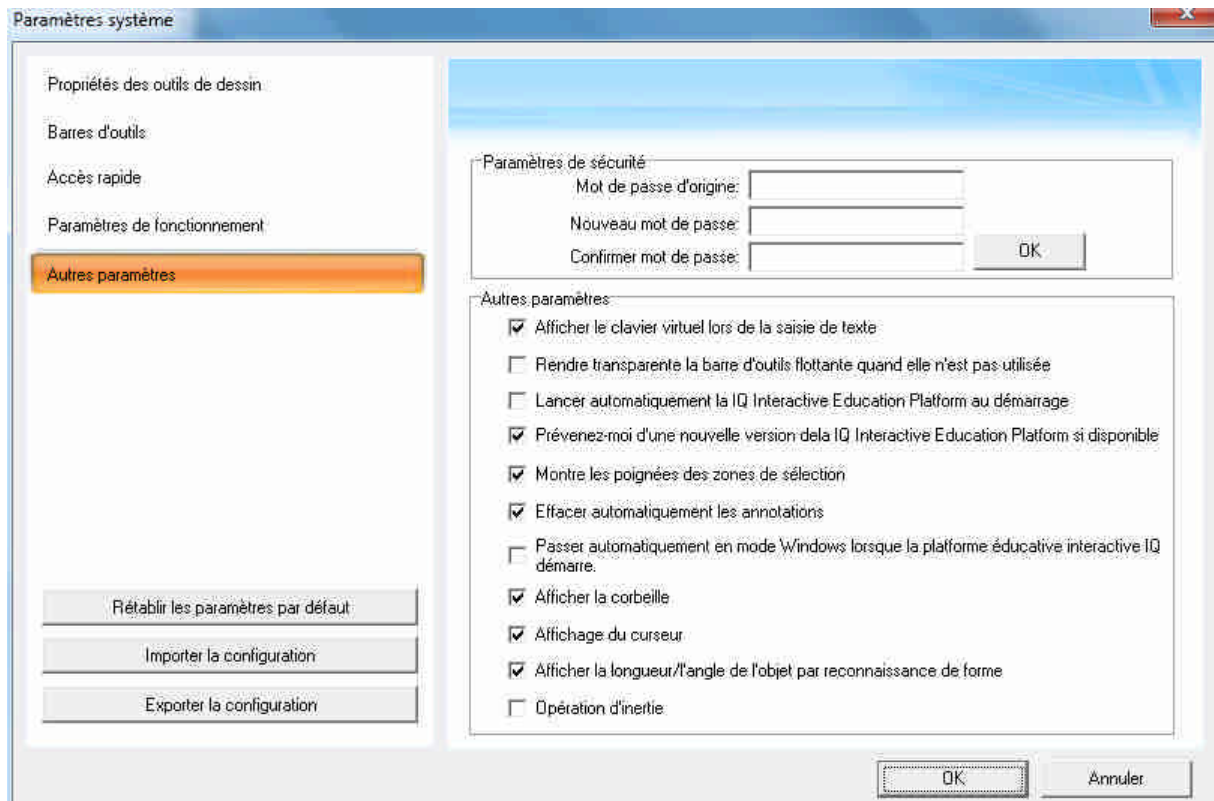 Paramètres système
Propriétés des outils de dessin
Barres d'outils
Accès rapide
Paramètres de fonctionnement
Autres paramètres
Rétablir les paramètres par défaut
Importer la configuration
Exporter la configuration
Paramètres de sécurité
Mot de passe d'origine:
Nouveau mot de passe:
Confirmer mot de passe:
OK
Autres paramètres
Afficher le clavier virtuel lors de la saisie de texte
Rendre transparente la barre d'outils flottante quand elle n'est pas utilisée
Lancer automatiquement la IQ Interactive Education Platform au démarrage
Prévenez-moi d'une nouvelle version dela IQ Interactive Education Platform si disponible
Montre les poignées des zones de sélection
Effacer automatiquement les annotations
Passer automatiquement en mode Windows lorsque la platforme éducative interactive IQ
démarre.
Afficher la corbeille
Affichage du curseur
Afficher la longueur/l'angle de l'objet par reconnaissance de forme
Opération d'inertie
OK
Annuler